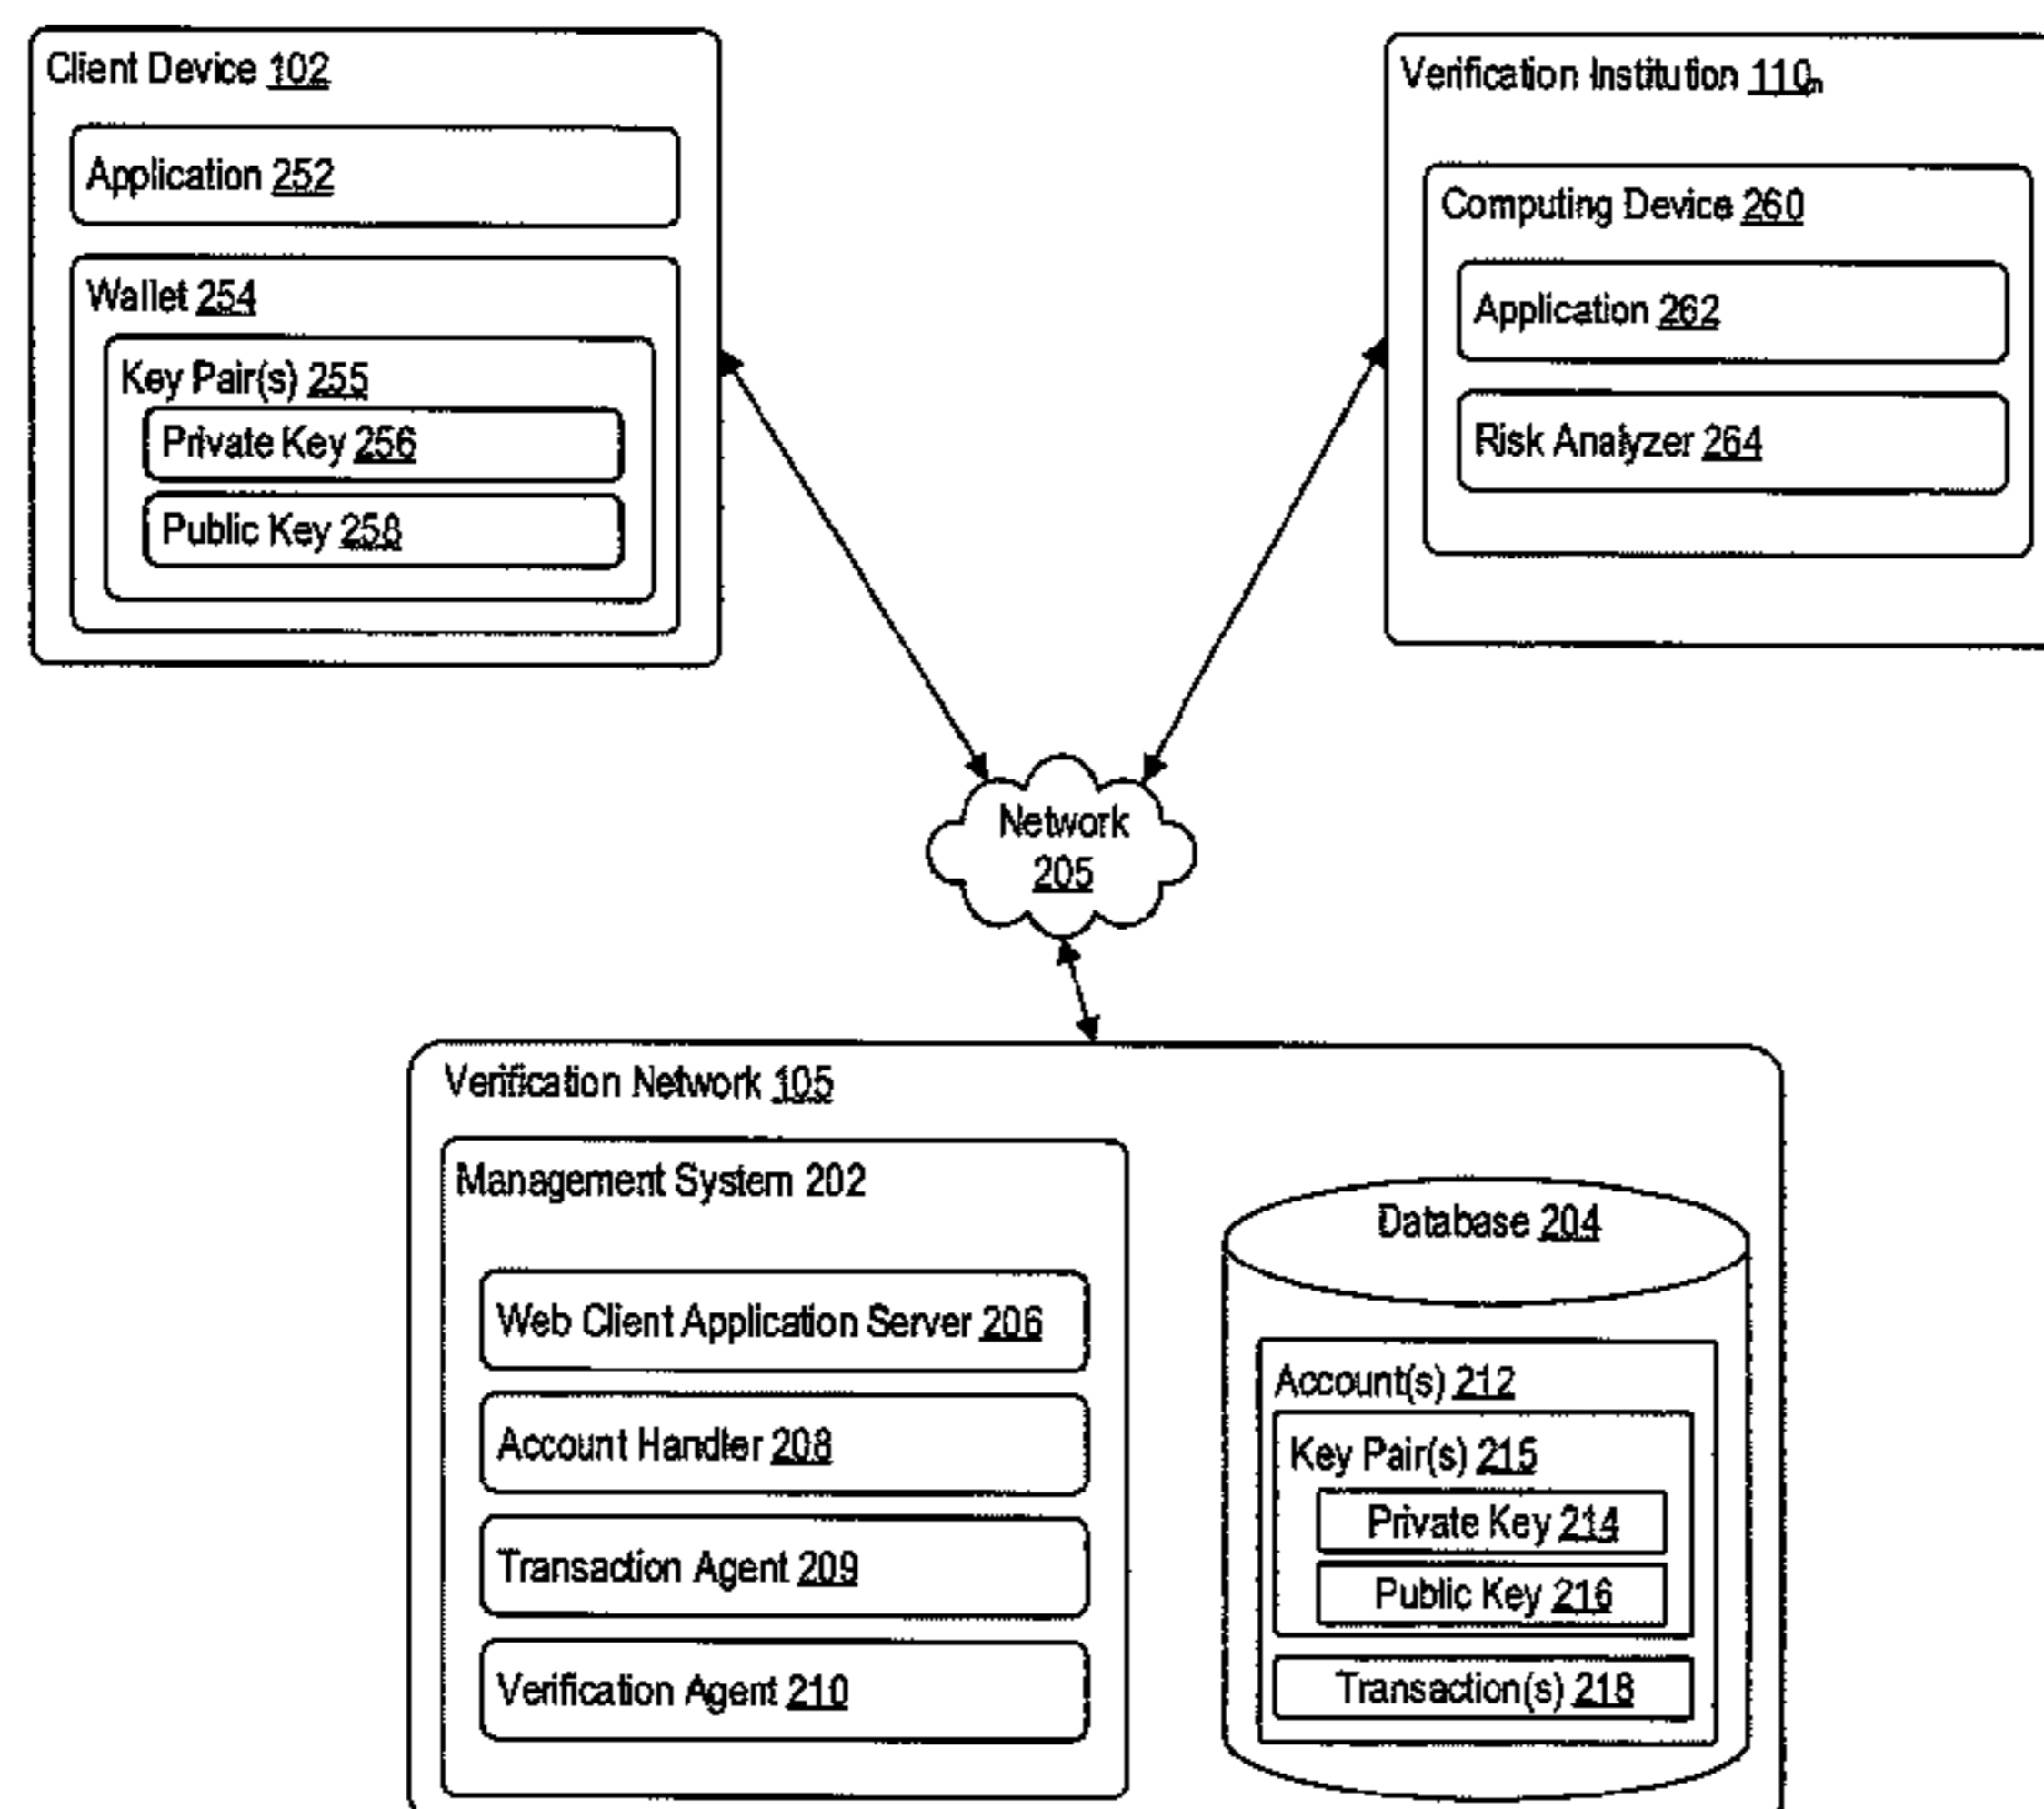 Client Device 102
Application 252
Wallet 254
Key Pair(s) 255
Private Key 256
Public Key 258
Verification Institution 110n
Computing Device 260
Application 262
Risk Analyzer 264
Network
205
Verification Network 105
Management System 202
Web Client Application Server 206
Account Handler 208
Transaction Agent 209
Verification Agent 210
Database 204
Account(s) 212
Key Pair(s) 215
Private Key 214
Public Key 216
Transaction(s) 218